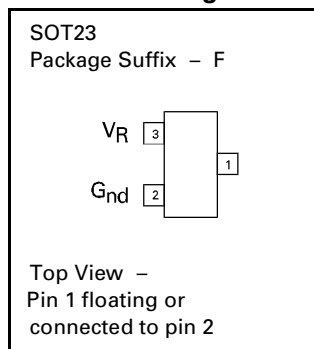 SOT23
Package Suffix – F
VR 3
1
Gnd 2
Top View –
Pin 1 floating or
connected to pin 2